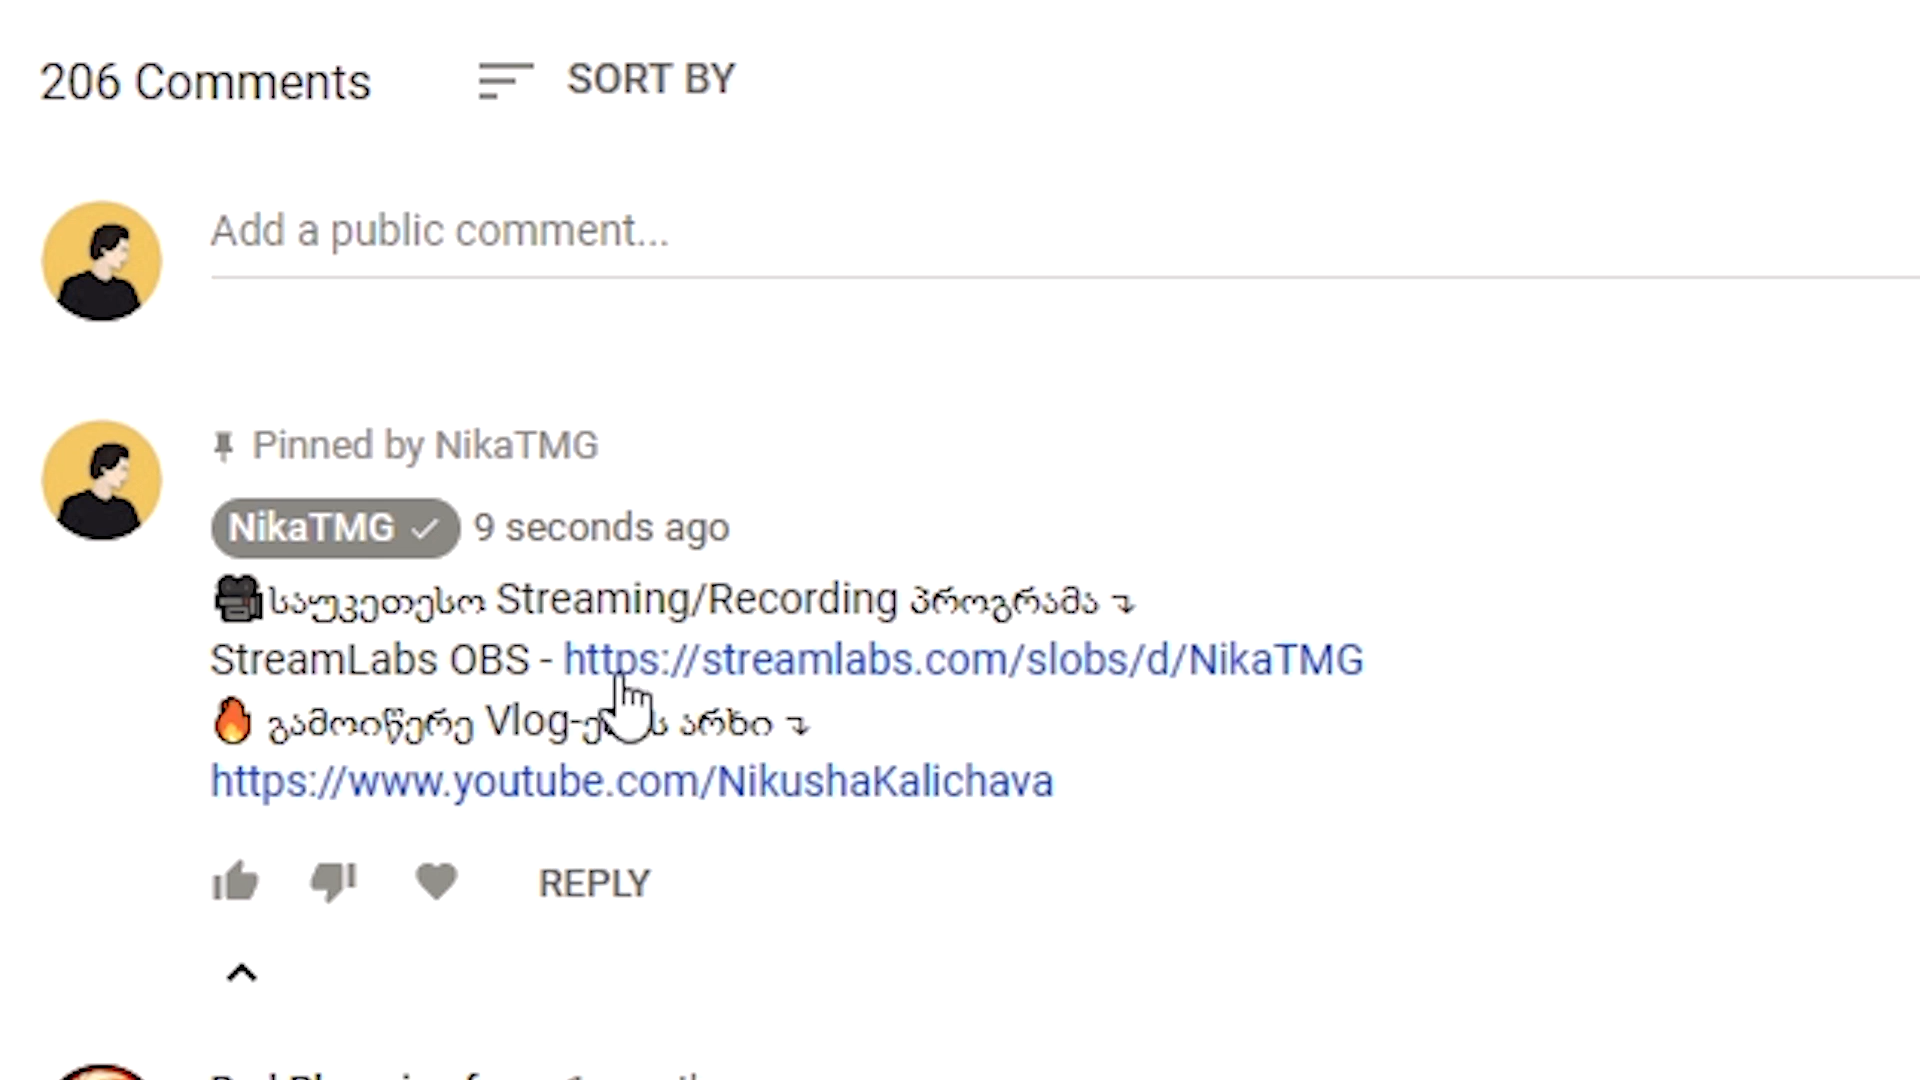 206 Comments
SORT BY
Add a public comment...
Pinned by NikaTMG
NikaTMG ✓ 9 seconds ago
🎥საუკეთესო Streaming/Recording პროგრამა ↴
StreamLabs OBS - https://streamlabs.com/slobs/d/NikaTMG
🔥 გამოიწერე Vlog- არხი ↴
https://www.youtube.com/NikushaKalichava
REPLY